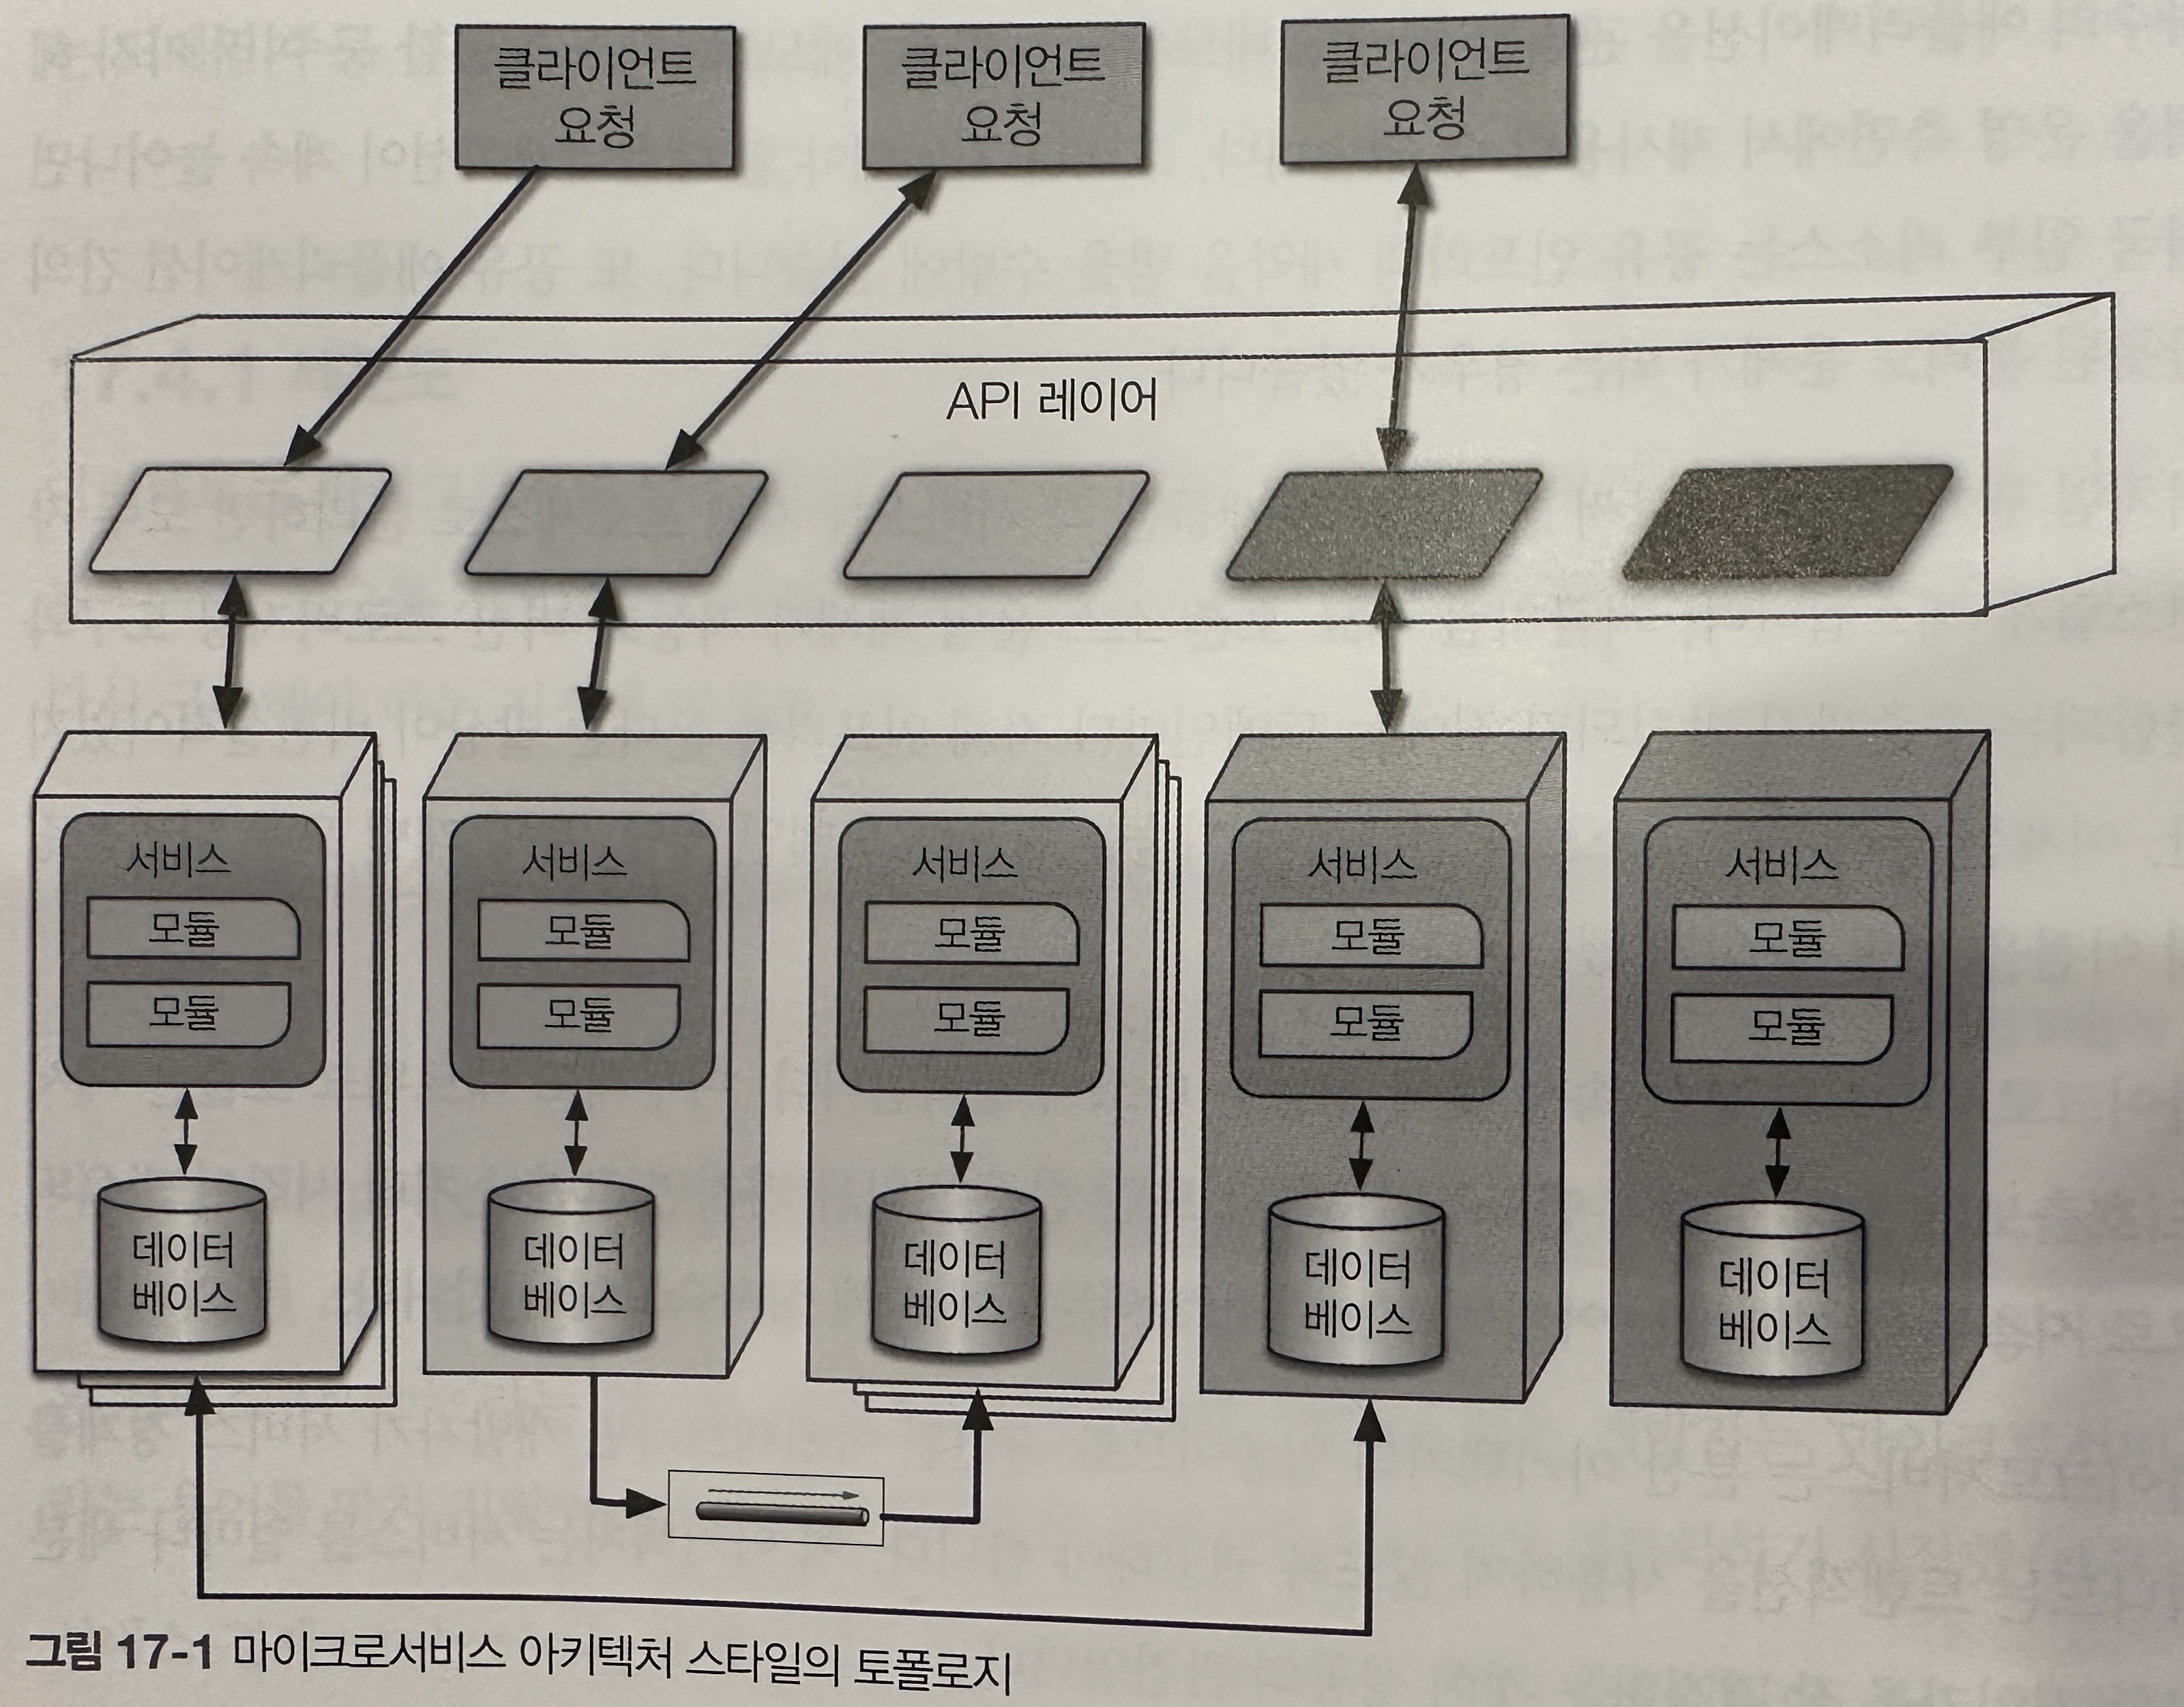 클라이언트
요청
클라이언트
요청
클라이언트
요청
API 레이어
서비스
모듈
모듈
데이터
베이스
서비스
모듈
모듈
데이터
베이스
서비스
모듈
모듈
데이터
베이스
서비스
모듈
모듈
데이터
베이스
서비스
모듈
모듈
데이터
베이스
그림 17-1 마이크로서비스 아키텍처 스타일의 토폴로지